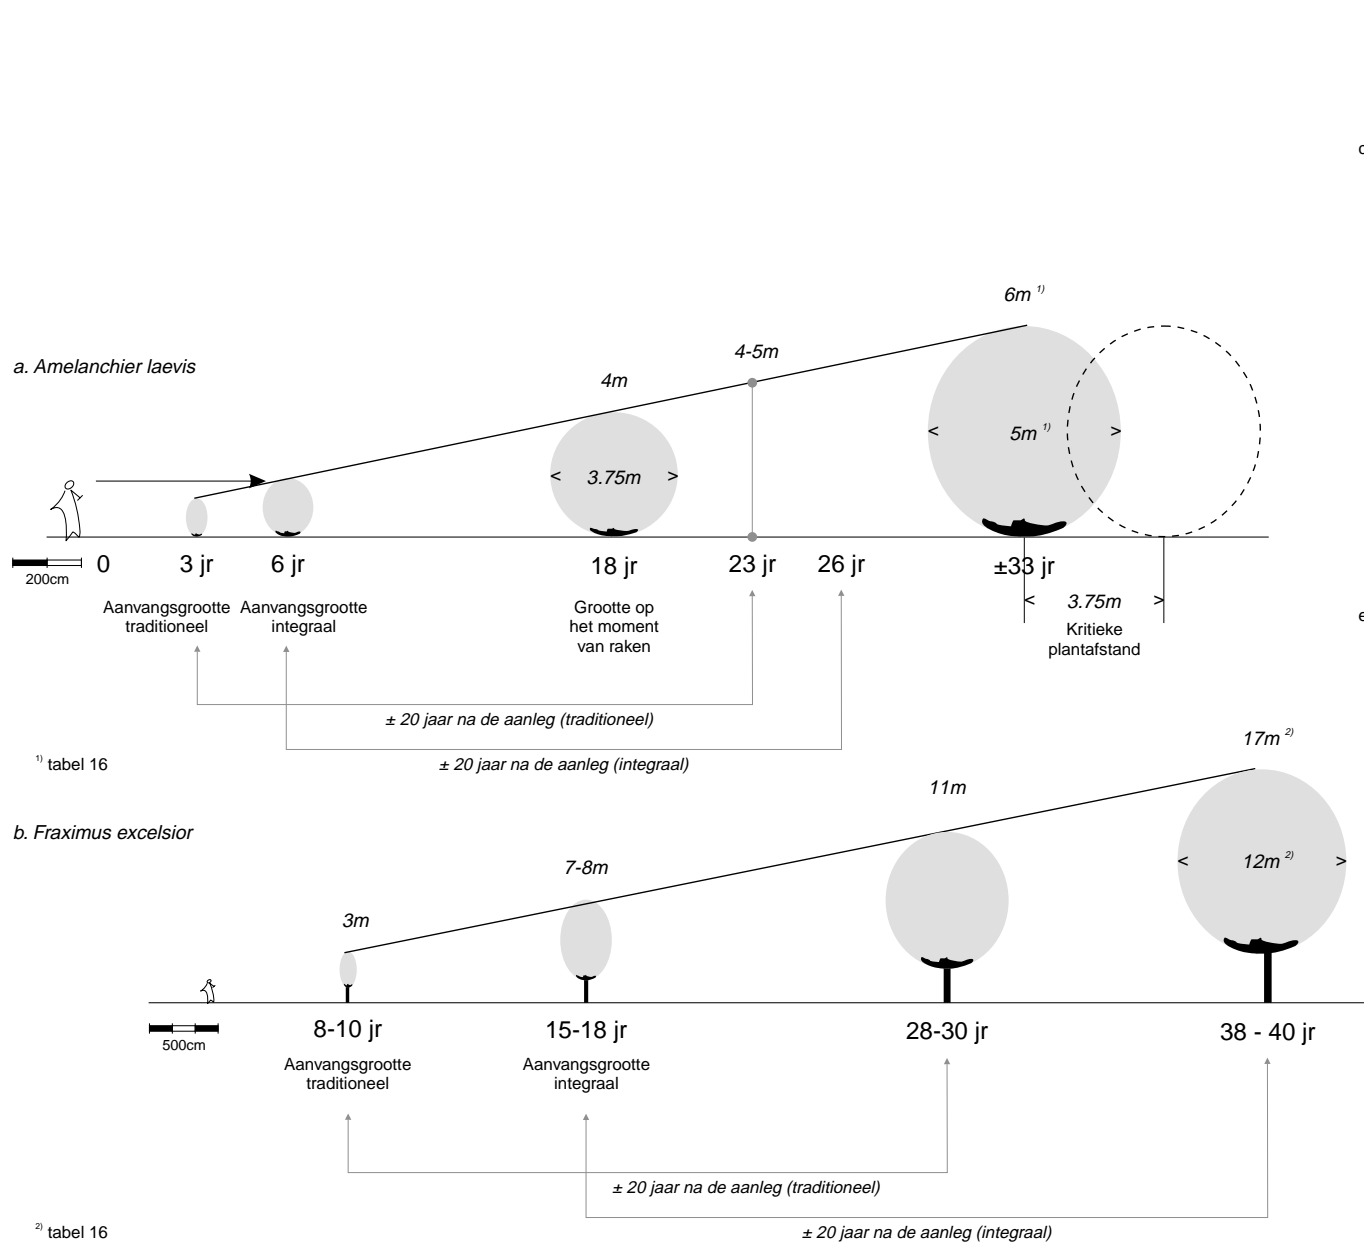 a. Amelanchier laevis
4m
4-5m
6m 1)
3.75m
5m 1)
200cm
0
3 jr
6 jr
18 jr
23 jr
26 jr
±33 jr
Aanvangsgrootte
traditioneel
Aanvangsgrootte
integraal
Grootte op
het moment
van raken
3.75m
Kritieke
plantafstand
± 20 jaar na de aanleg (traditioneel)
± 20 jaar na de aanleg (integraal)
1) tabel 16
b. Fraximus excelsior
3m
7-8m
11m
17m 2)
12m 2)
500cm
8-10 jr
15-18 jr
28-30 jr
38 - 40 jr
Aanvangsgrootte
traditioneel
Aanvangsgrootte
integraal
± 20 jaar na de aanleg (traditioneel)
± 20 jaar na de aanleg (integraal)
2) tabel 16